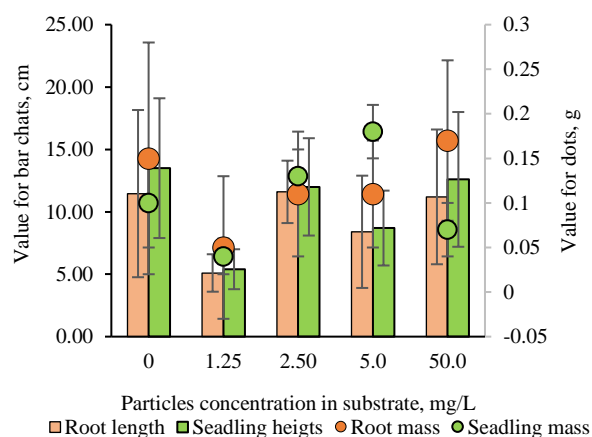 25.00
20.00
15.00
10.00
5.00
0.00
Value for bar chats, cm
0.3
0.25
0.2
0.15
0.1
0.05
0
-0.05
Value for dots, g
0 1.25 2.50 5.0 50.0
Particles concentration in substrate, mg/L
Root length Seadling heigts Root mass Seadling mass